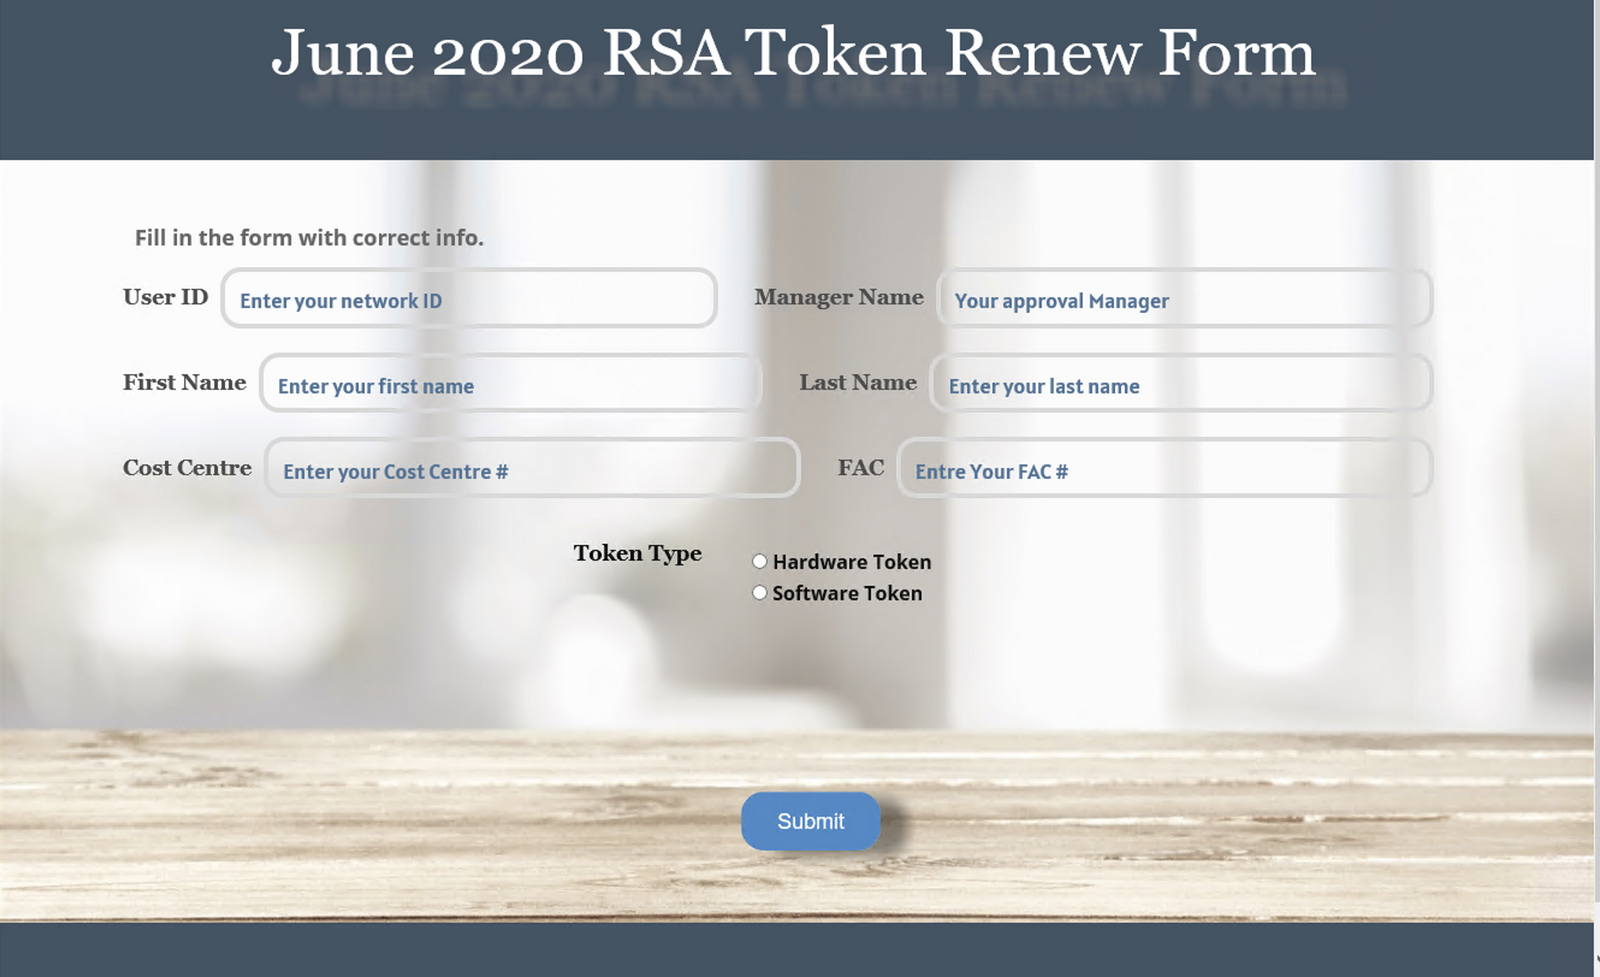 June 2020 RSA Token Renew Form
Fill in the form with correct info.
User ID Enter your network ID Manager Name Your approval Manager
First Name Enter your first name Last Name Enter your last name
Cost Centre Enter your Cost Centre # FAC Entre Your FAC #
Token Type Hardware Token
Software Token
Submit